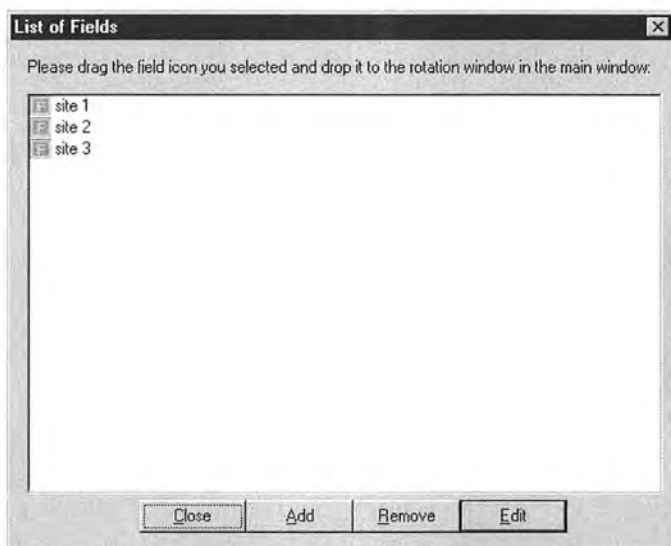 List of Fields
Please drag the field icon you selected and drop it to the rotation window in the main window:
F site 1
F site 2
F site 3
Close Add Remove Edit